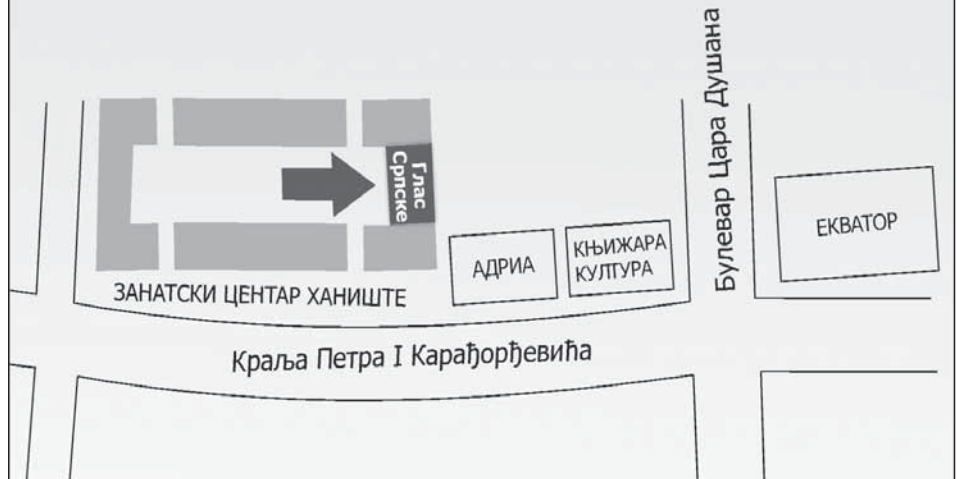 Глас
Српске
АДРИА
КЊИЖАРА
КУЛТУРА
Булевар Цара Душана
ЕКВАТОР
ЗАНАТСКИ ЦЕНТАР ХАНИШТЕ
Краља Петра I Карађорђевића